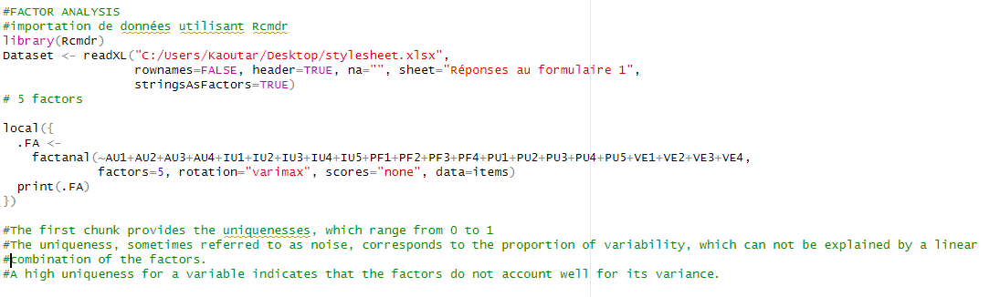 #FACTOR ANALYSIS
#importation de données utilisant Rcmdr
library(Rcmdr)
Dataset <- readXL("C:/Users/Kaoutar/Desktop/stylesheet.xlsx",
                   rownames=FALSE, header=TRUE, na="", sheet="Réponses au formulaire 1",
                   stringsAsFactors=TRUE)
# 5 factors
local({
  .FA <-
    factanal(~AU1+AU2+AU3+AU4+IU1+IU2+IU3+IU4+IU5+PF1+PF2+PF3+PF4+PU1+PU2+PU3+PU4+PU5+VE1+VE2+VE3+VE4,
             factors=5, rotation="varimax", scores="none", data=items)
  print(.FA)
})
#The first chunk provides the uniquenesses, which range from 0 to 1
#The uniqueness, sometimes referred to as noise, corresponds to the proportion of variability, which can not be explained by a linear
#combination of the factors.
#A high uniqueness for a variable indicates that the factors do not account well for its variance.